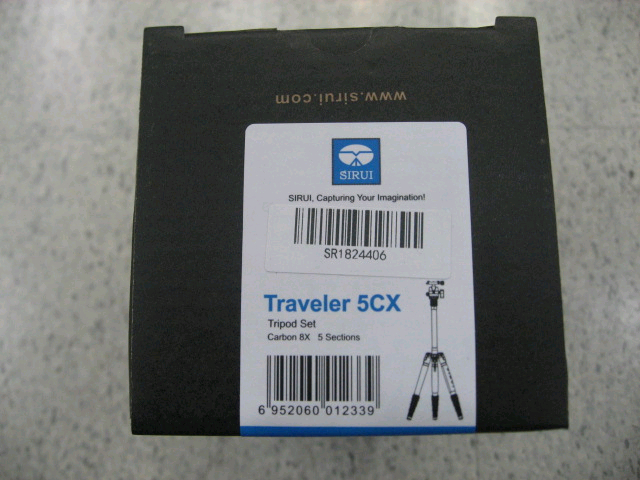 www.sirui.com
SIRUI
SIRUI, Capturing Your Imagination!
SR1824406
Traveler 5CX
Tripod Set
Carbon 8X 5 Sections
6 952060 012339